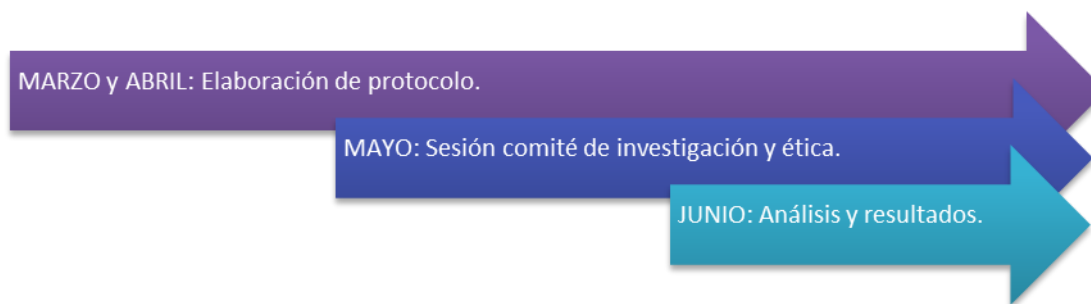 MARZO y ABRIL: Elaboración de protocolo.
MAYO: Sesión comité de investigación y ética.
JUNIO: Análisis y resultados.